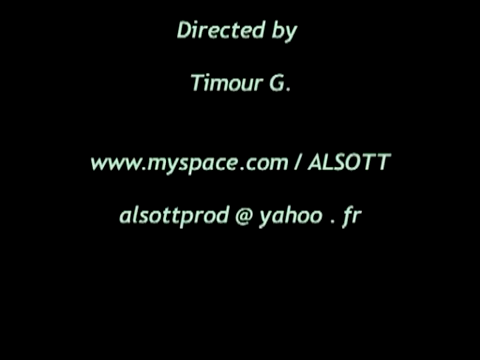 Directed by
Timour G.
www.myspace.com / ALSOTT
alsottprod @ yahoo . fr